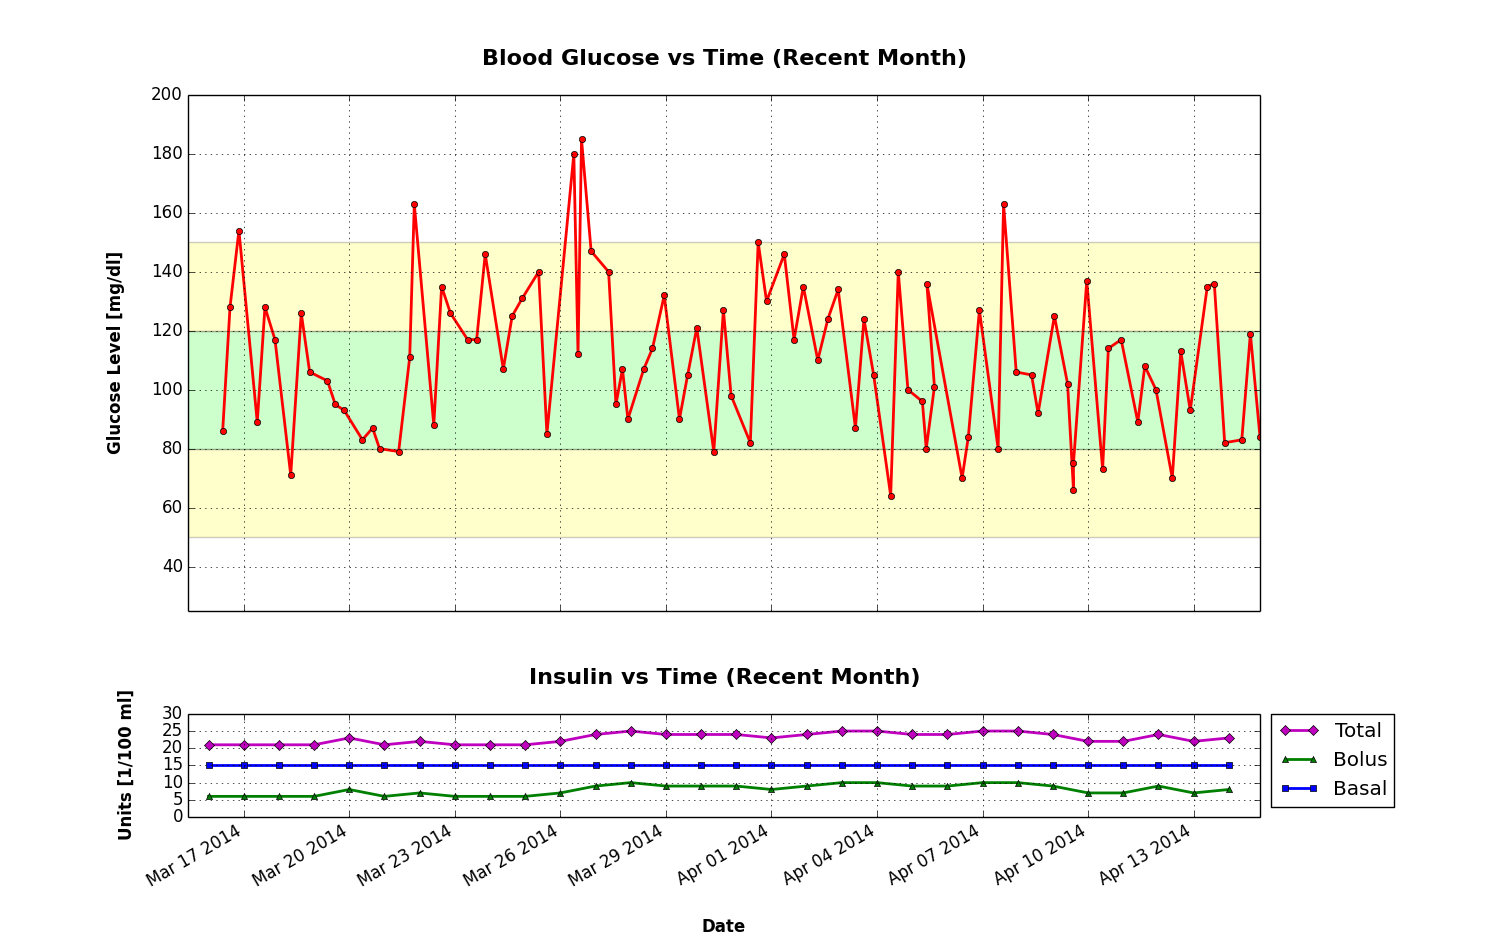 Blood Glucose vs Time (Recent Month)
200
180
160
140
120
100
80
60
40
Glucose Level [mg/dl]
Insulin vs Time (Recent Month)
30
25
20
15
10
5
0
Units [1/100 ml]
Total
Bolus
Basal
Mar 17 2014
Mar 20 2014
Mar 23 2014
Mar 26 2014
Mar 29 2014
Apr 01 2014
Apr 04 2014
Apr 07 2014
Apr 10 2014
Apr 13 2014
Date